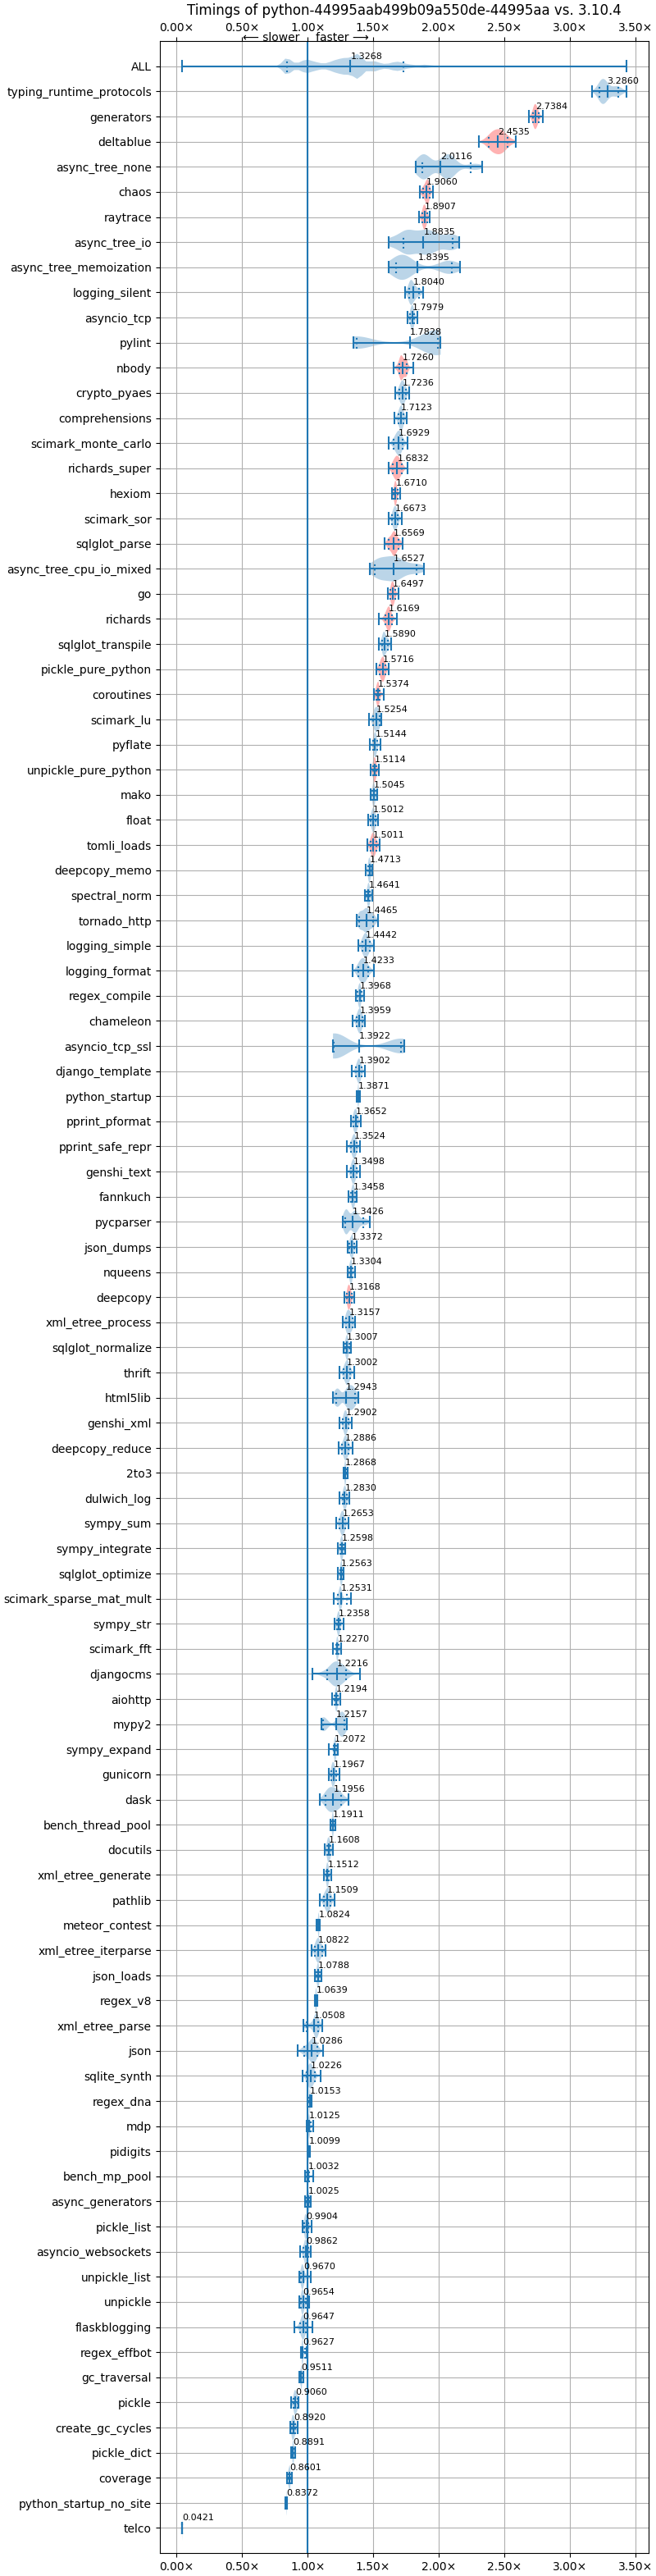 Timings of python-44995aab499b09a550de-44995aa vs. 3.10.4
0.00× 0.50× 1.00× 1.50× 2.00× 2.50× 3.00× 3.50×
⟵ slower faster ⟶
ALL 1.3268
typing_runtime_protocols 3.2860
generators 2.7384
deltablue 2.4535
async_tree_none 2.0116
chaos 1.9060
raytrace 1.8907
async_tree_io 1.8835
async_tree_memoization 1.8395
logging_silent 1.8040
asyncio_tcp 1.7979
pylint 1.7828
nbody 1.7260
crypto_pyaes 1.7236
comprehensions 1.7123
scimark_monte_carlo 1.6929
richards_super 1.6832
hexiom 1.6710
scimark_sor 1.6673
sqlglot_parse 1.6569
async_tree_cpu_io_mixed 1.6527
go 1.6497
richards 1.6169
sqlglot_transpile 1.5890
pickle_pure_python 1.5716
coroutines 1.5374
scimark_lu 1.5254
pyflate 1.5144
unpickle_pure_python 1.5114
mako 1.5045
float 1.5012
tomli_loads 1.5011
deepcopy_memo 1.4713
spectral_norm 1.4641
tornado_http 1.4465
logging_simple 1.4442
logging_format 1.4233
regex_compile 1.3968
chameleon 1.3959
asyncio_tcp_ssl 1.3922
django_template 1.3902
python_startup 1.3871
pprint_pformat 1.3652
pprint_safe_repr 1.3524
genshi_text 1.3498
fannkuch 1.3458
pycparser 1.3426
json_dumps 1.3372
nqueens 1.3304
deepcopy 1.3168
xml_etree_process 1.3157
sqlglot_normalize 1.3007
thrift 1.3002
html5lib 1.2943
genshi_xml 1.2902
deepcopy_reduce 1.2886
2to3 1.2868
dulwich_log 1.2830
sympy_sum 1.2653
sympy_integrate 1.2598
sqlglot_optimize 1.2563
scimark_sparse_mat_mult 1.2531
sympy_str 1.2358
scimark_fft 1.2270
djangocms 1.2216
aiohttp 1.2194
mypy2 1.2157
sympy_expand 1.2072
gunicorn 1.1967
dask 1.1956
bench_thread_pool 1.1911
docutils 1.1608
xml_etree_generate 1.1512
pathlib 1.1509
meteor_contest 1.0824
xml_etree_iterparse 1.0822
json_loads 1.0788
regex_v8 1.0639
xml_etree_parse 1.0508
json 1.0286
sqlite_synth 1.0226
regex_dna 1.0153
mdp 1.0125
pidigits 1.0099
bench_mp_pool 1.0032
async_generators 1.0025
pickle_list 0.9904
asyncio_websockets 0.9862
unpickle_list 0.9670
unpickle 0.9654
flaskblogging 0.9647
regex_effbot 0.9627
gc_traversal 0.9511
pickle 0.9060
create_gc_cycles 0.8920
pickle_dict 0.8891
coverage 0.8601
python_startup_no_site 0.8372
telco 0.0421
0.00× 0.50× 1.00× 1.50× 2.00× 2.50× 3.00× 3.50×